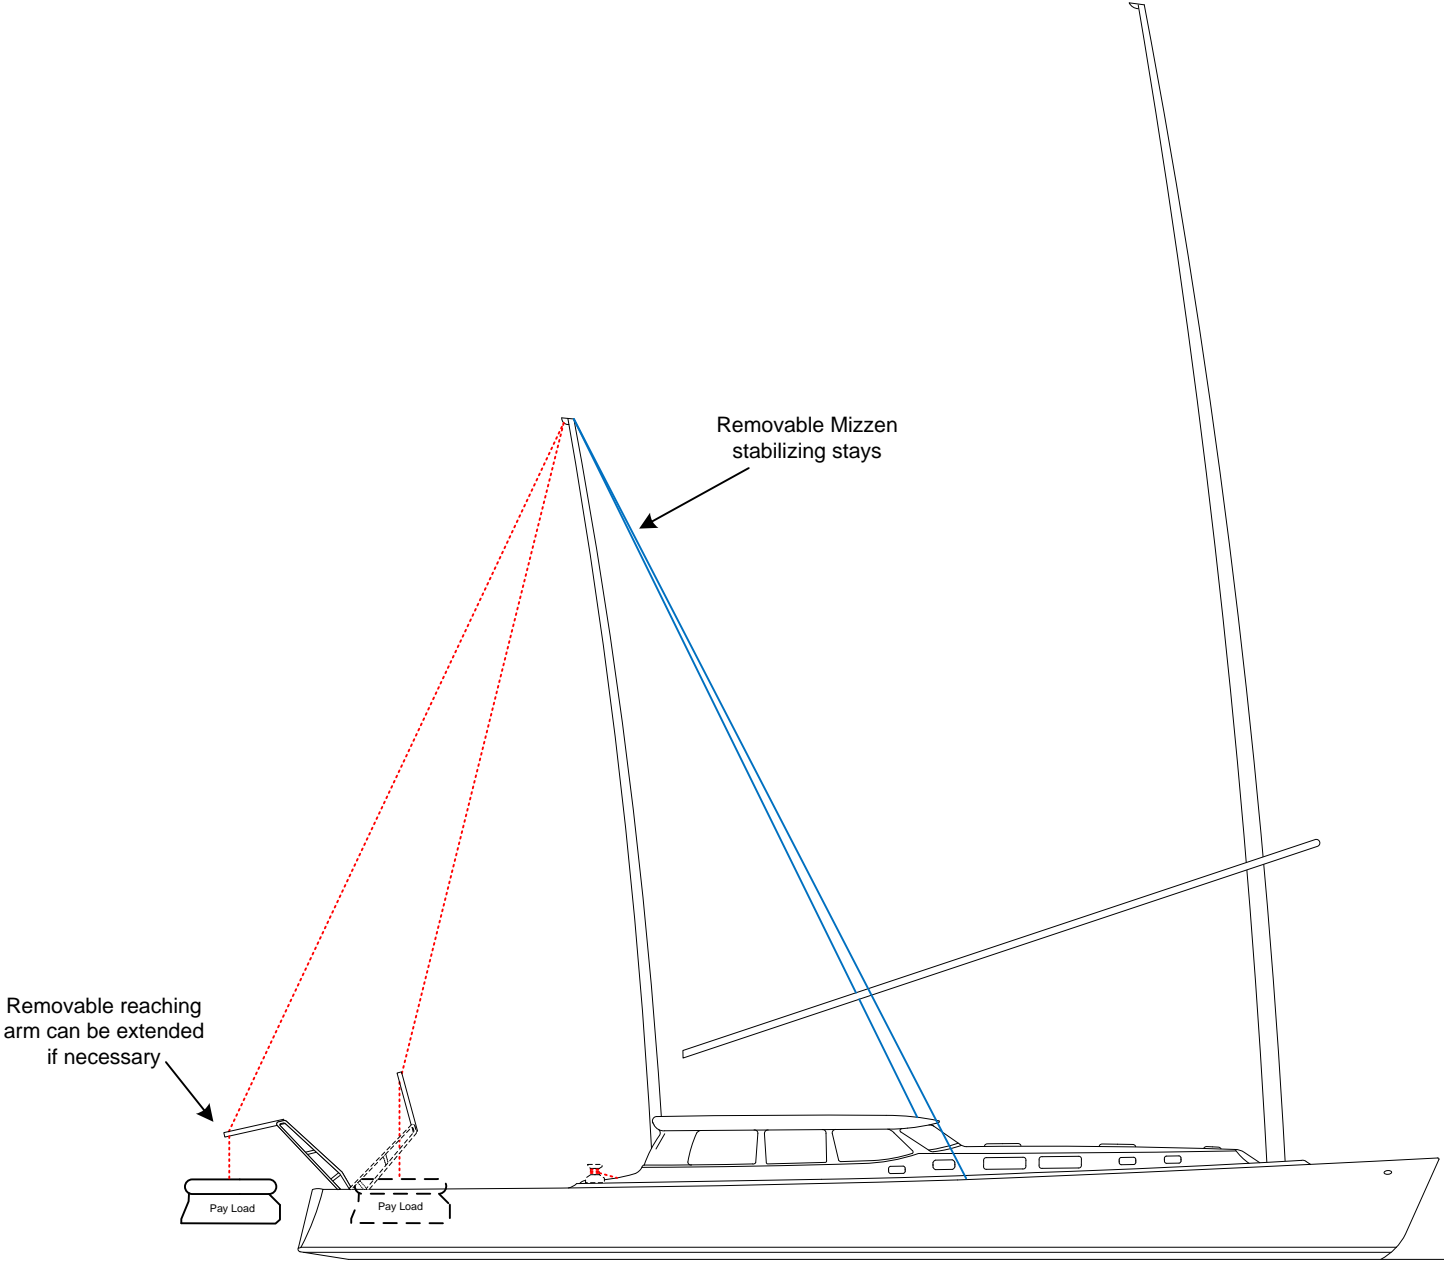 Removable Mizzen
stabilizing stays
Removable reaching
arm can be extended
if necessary
Pay Load
Pay Load